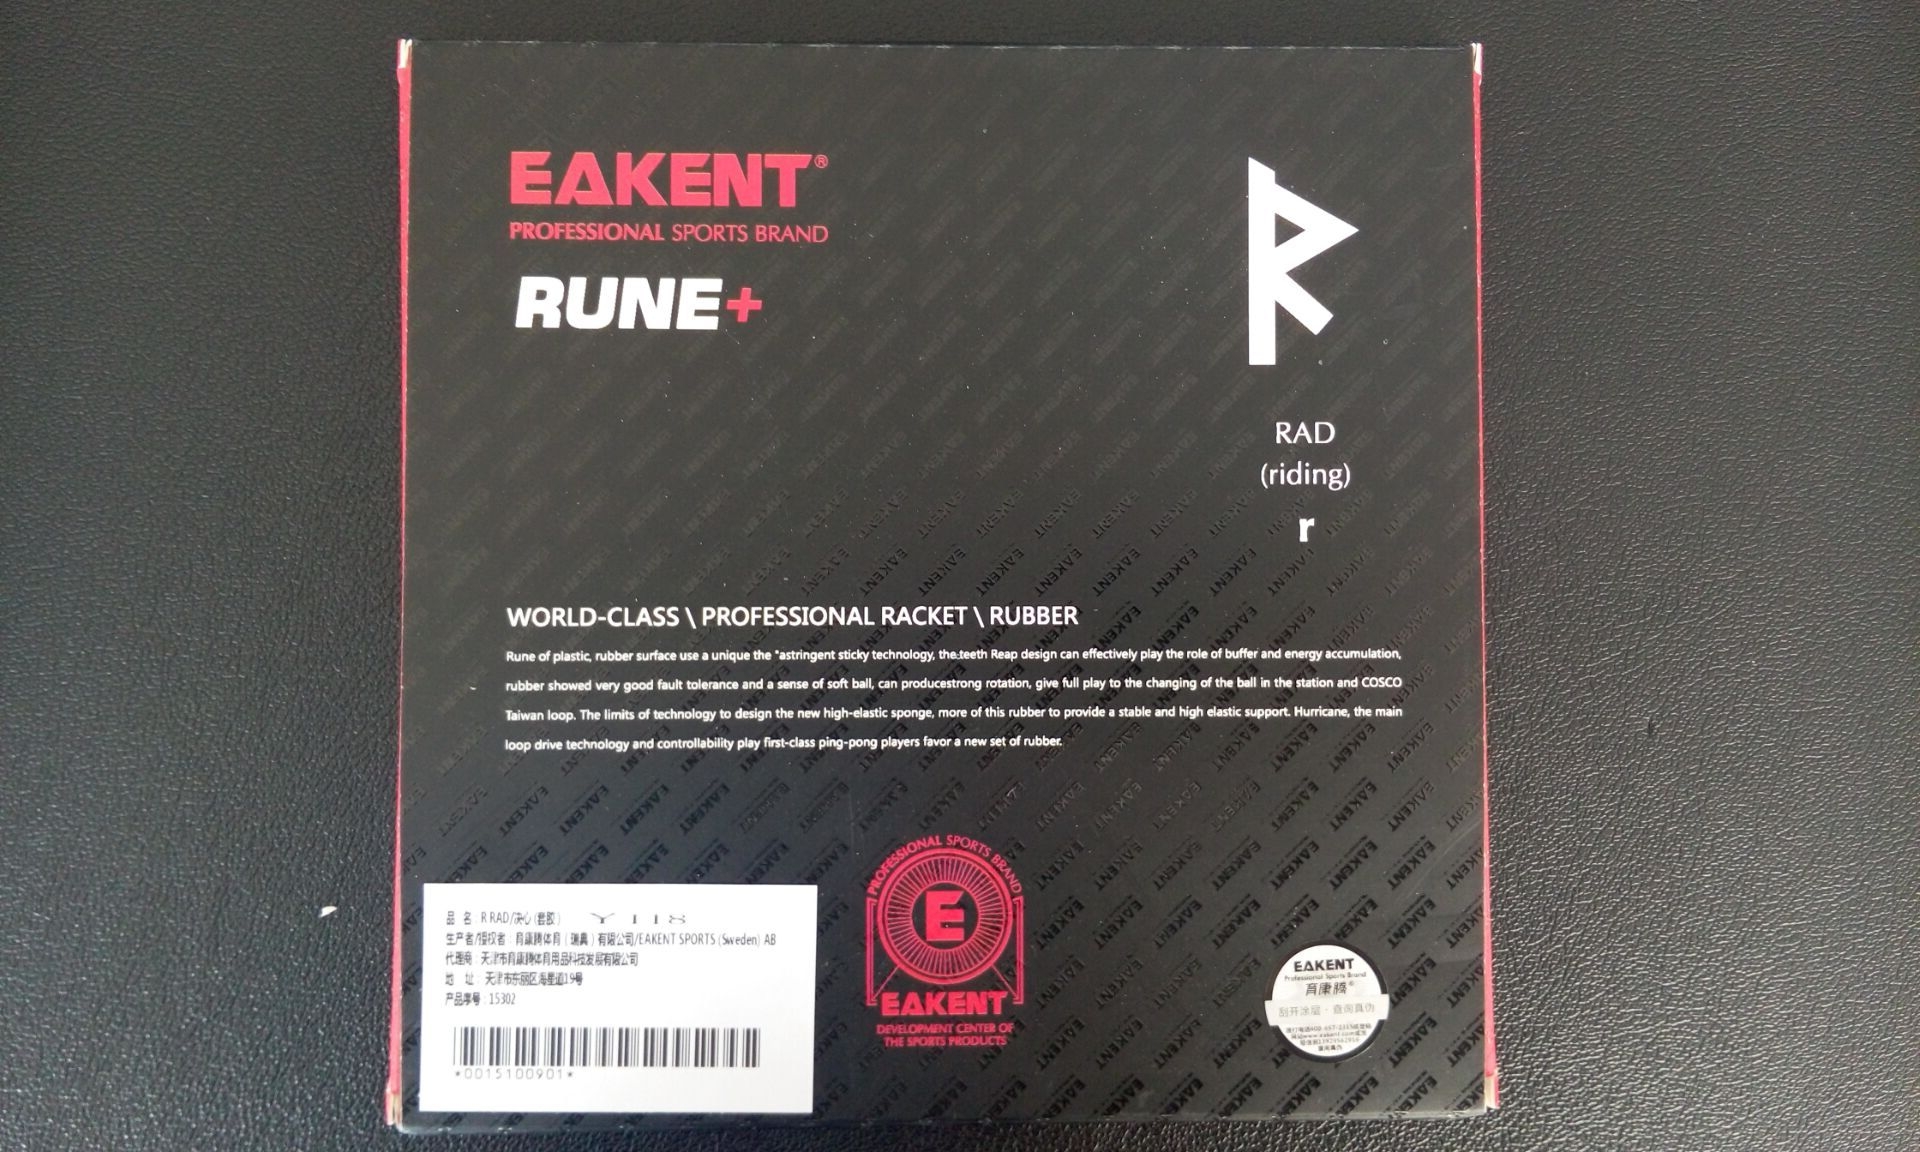 EAKENT®
PROFESSIONAL SPORTS BRAND
RUNE+
RAD
(riding)
r
WORLD-CLASS \ PROFESSIONAL RACKET \ RUBBER
Rune of plastic, rubber surface use a unique the "astringent sticky technology, the teeth Reap design can effectively play the role of buffer and energy accumulation,
rubber showed very good fault tolerance and a sense of soft ball, can producestrong rotation, give full play to the changing of the ball in the station and COSCO
Taiwan loop. The limits of technology to design the new high-elastic sponge, more of this rubber to provide a stable and high elastic support. Hurricane, the main
loop drive technology and controllability play first-class ping-pong players favor a new set of rubber.
品 名：R RAD/决心(套胶) Y 118
生产者/授权者：育康腾体育（瑞典）有限公司/EAKENT SPORTS (Sweden) AB
代理商：天津市育康腾体育用品科技发展有限公司
地 址：天津市东丽区海星道19号
产品序号：15302
*0015100901*
PROFESSIONAL SPORTS BRAND
E
EAKENT
DEVELOPMENT CENTER OF
THE SPORTS PRODUCTS
EAKENT
Professional Sports Brand
育康腾®
刮开涂层·查询真伪
查询真伪